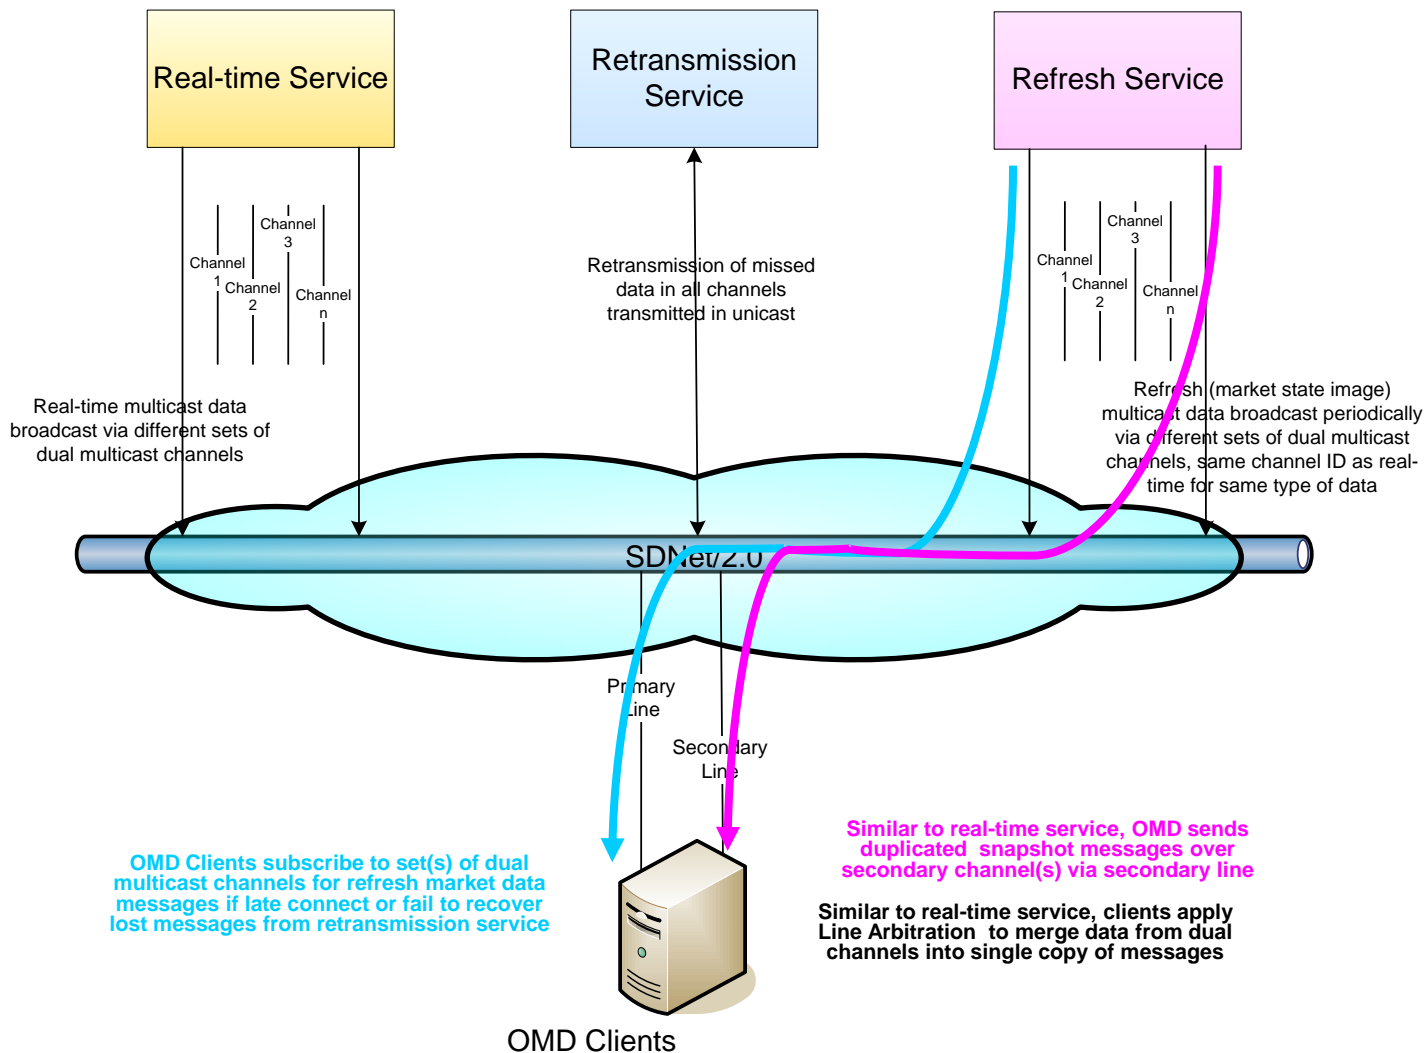 Real-time Service
Retransmission
Service
Refresh Service
Channel
1
Channel
2
Channel
3
Channel
n
Retransmission of missed
data in all channels
transmitted in unicast
Channel
1
Channel
2
Channel
3
Channel
n
Real-time multicast data
broadcast via different sets of
dual multicast channels
Refresh (market state image)
multicast data broadcast periodically
via different sets of dual multicast
channels, same channel ID as real-
time for same type of data
SDNet/2.0
Primary
Line
Secondary
Line
OMD Clients subscribe to set(s) of dual
multicast channels for refresh market data
messages if late connect or fail to recover
lost messages from retransmission service
Similar to real-time service, OMD sends
duplicated snapshot messages over
secondary channel(s) via secondary line
Similar to real-time service, clients apply
Line Arbitration to merge data from dual
channels into single copy of messages
OMD Clients